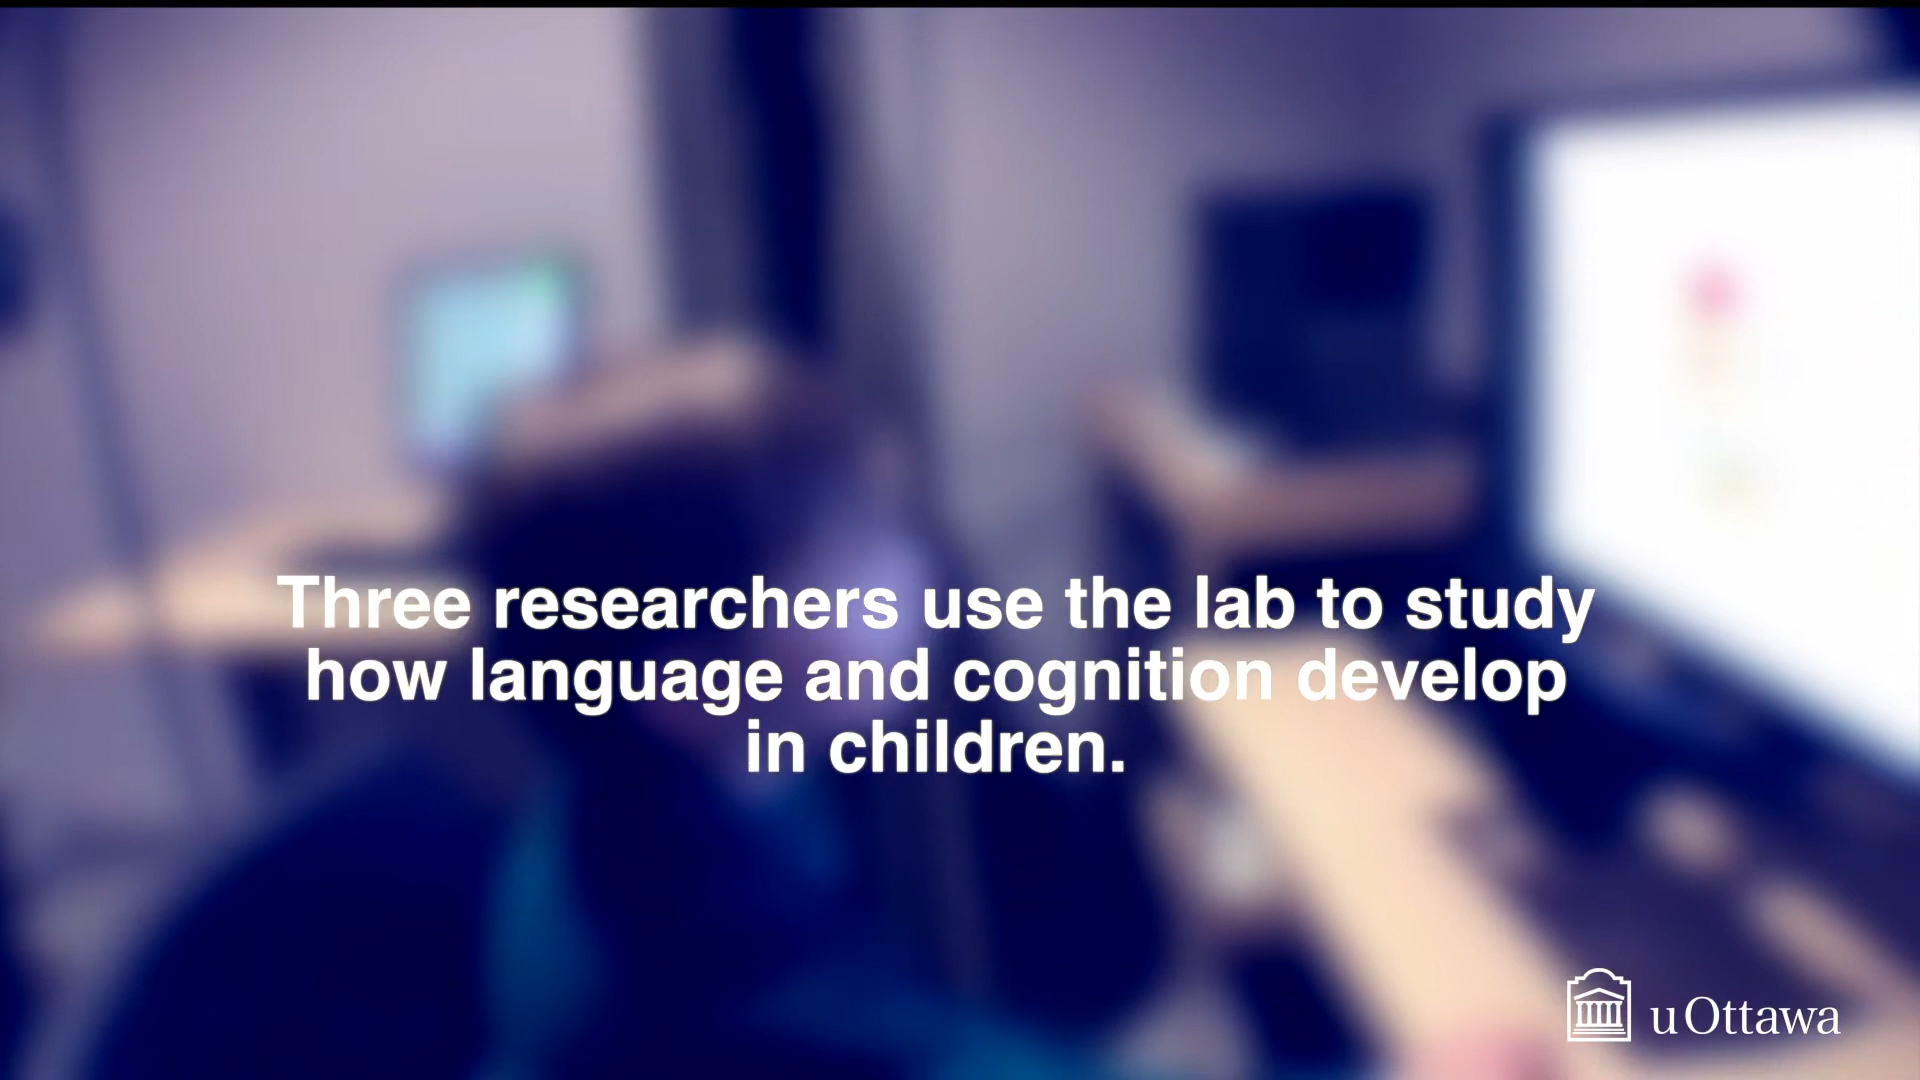 Three researchers use the lab to study
how language and cognition develop
in children.
uOttawa